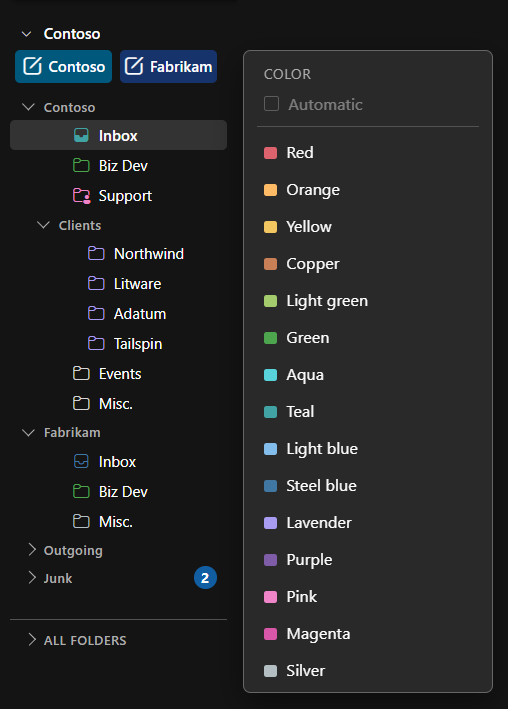 Contoso
Contoso Fabrikam
Contoso
Inbox
Biz Dev
Support
Clients
Northwind
Litware
Adatum
Tailspin
Events
Misc.
Fabrikam
Inbox
Biz Dev
Misc.
Outgoing
Junk 2
ALL FOLDERS
COLOR
Automatic
Red
Orange
Yellow
Copper
Light green
Green
Aqua
Teal
Light blue
Steel blue
Lavender
Purple
Pink
Magenta
Silver